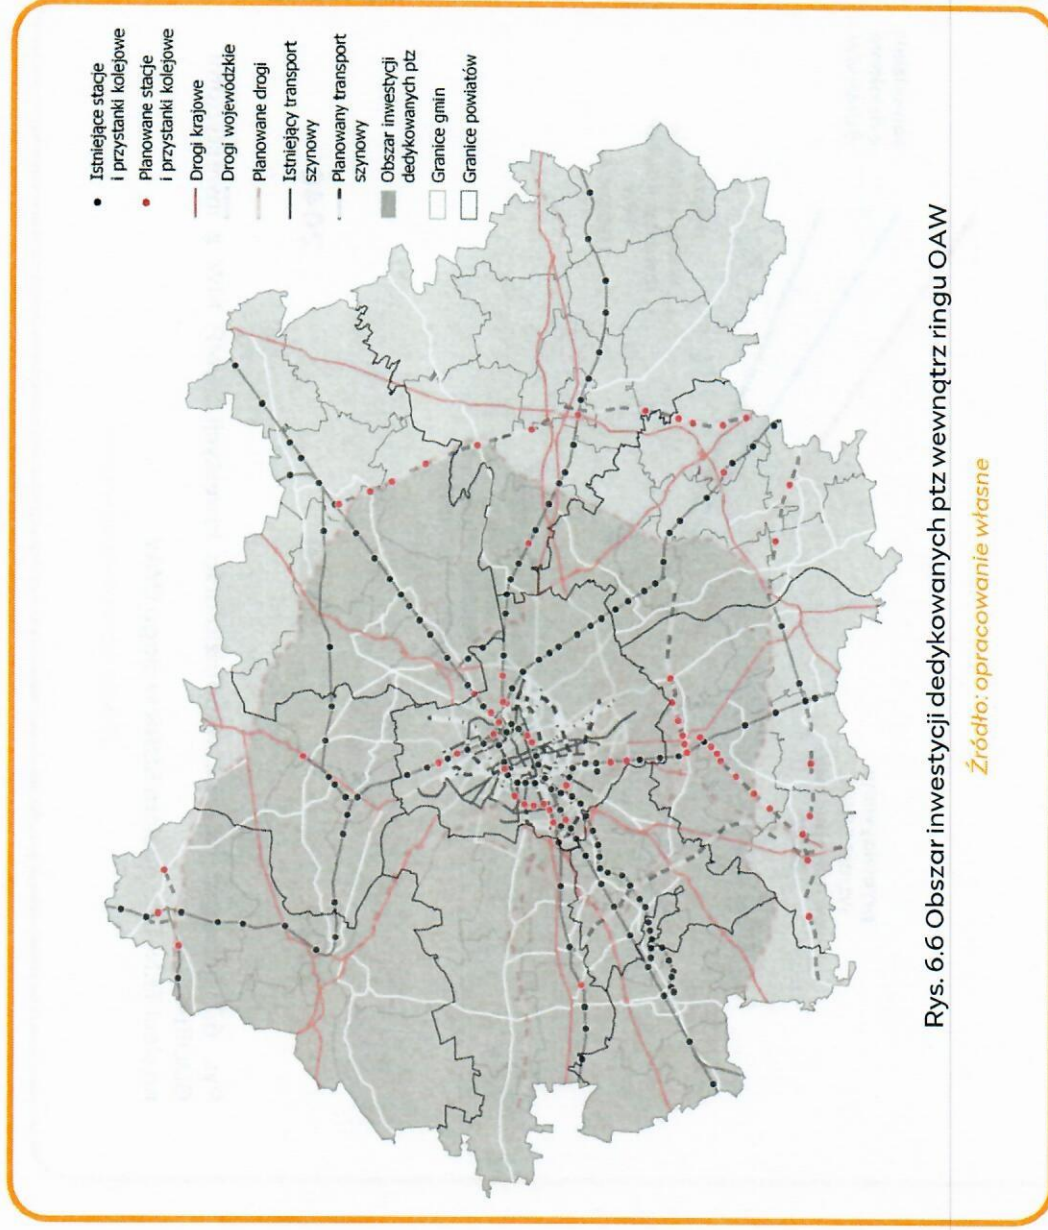 Istniejące stacje
i przystanki kolejowe
Planowane stacje
i przystanki kolejowe
Drogi krajowe
Drogi wojewódzkie
Planowane drogi
Istniejący transport
szynowy
Planowany transport
szynowy
Obszar inwestycji
dedykowanych ptz
Granice gmin
Granice powiatów
Rys. 6.6 Obszar inwestycji dedykowanych ptz wewnątrz ringu OAW
Źródło: opracowanie własne